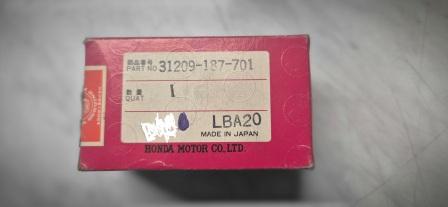 部品番号
PART NO 31209-187-701
数量
QUAT 1
LBA20
MADE IN JAPAN
HONDA MOTOR CO., LTD.